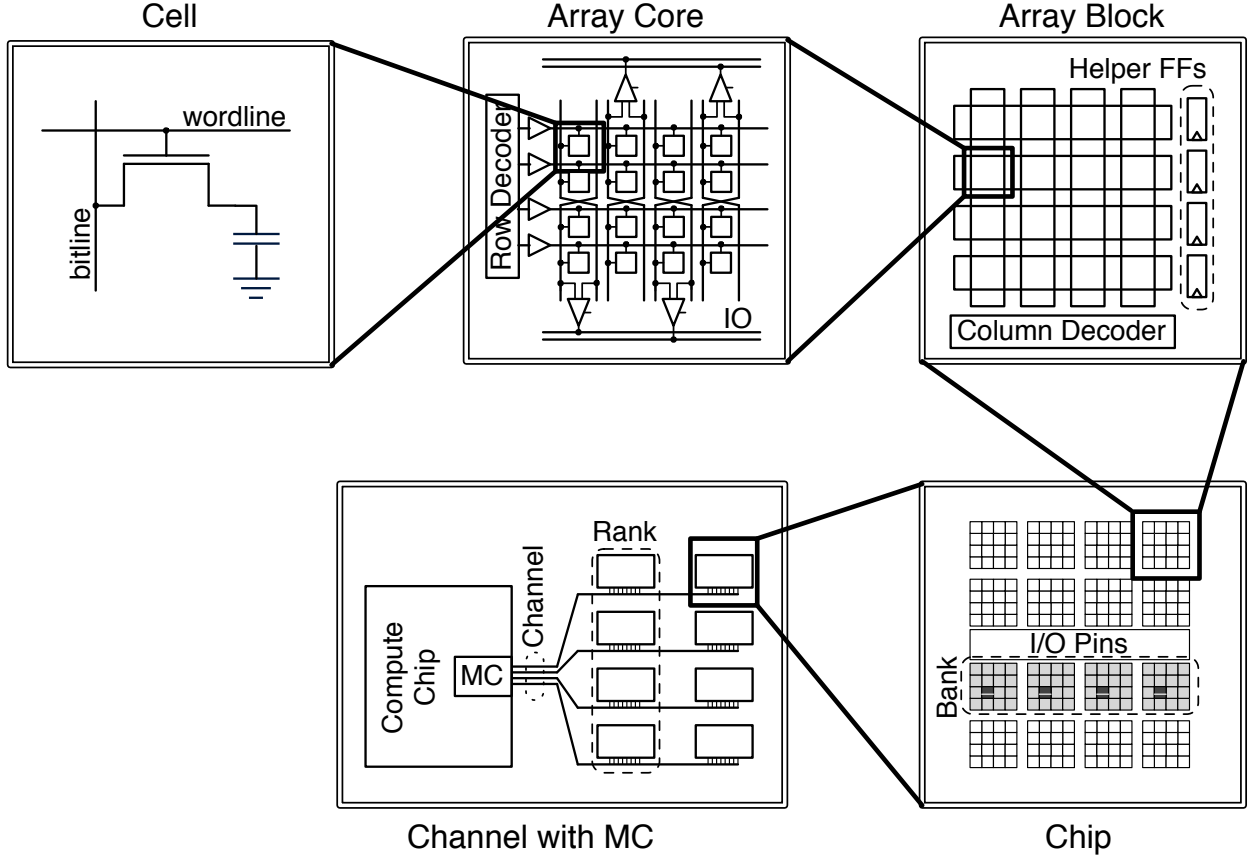 Cell
Array Core
Array Block
wordline
bitline
Row Decoder
IO
Helper FFs
Column Decoder
Rank
Channel
Compute
Chip
MC
I/O Pins
Bank
Channel with MC
Chip